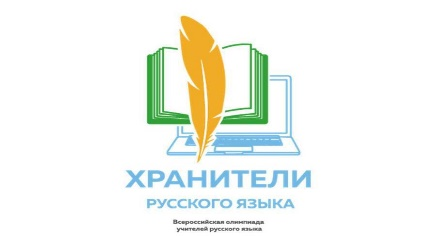 ХРАНИТЕЛИ
РУССКОГО ЯЗЫКА
Всероссийская олимпиада
учителей русского языка